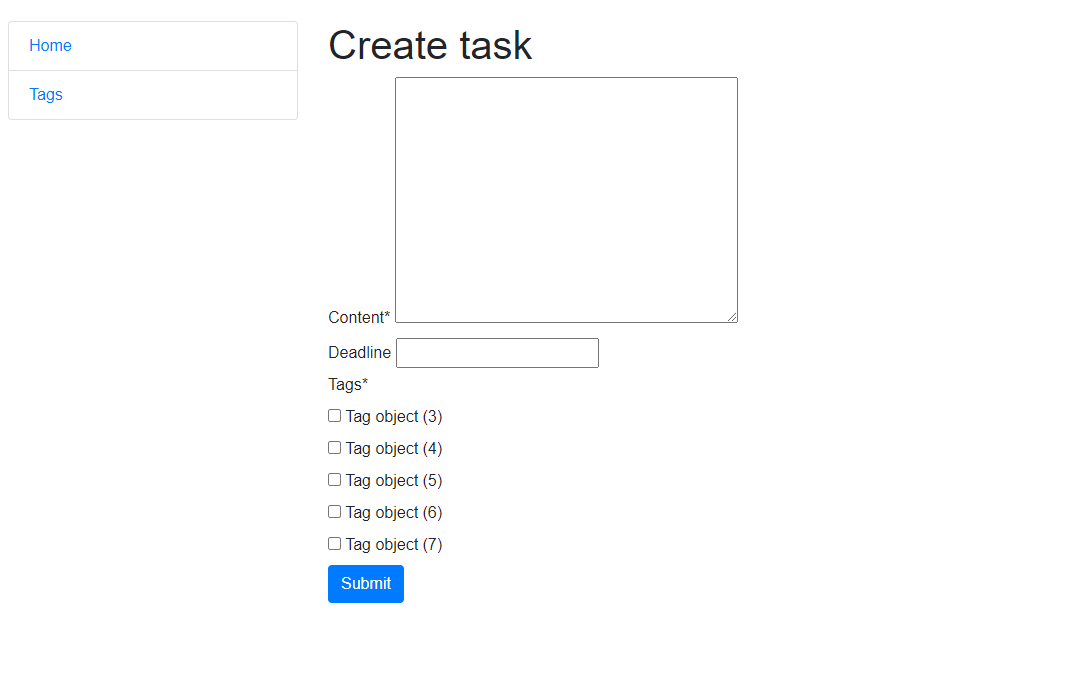 Home
Tags
Create task
Content*
Deadline
Tags*
Tag object (3)
Tag object (4)
Tag object (5)
Tag object (6)
Tag object (7)
Submit